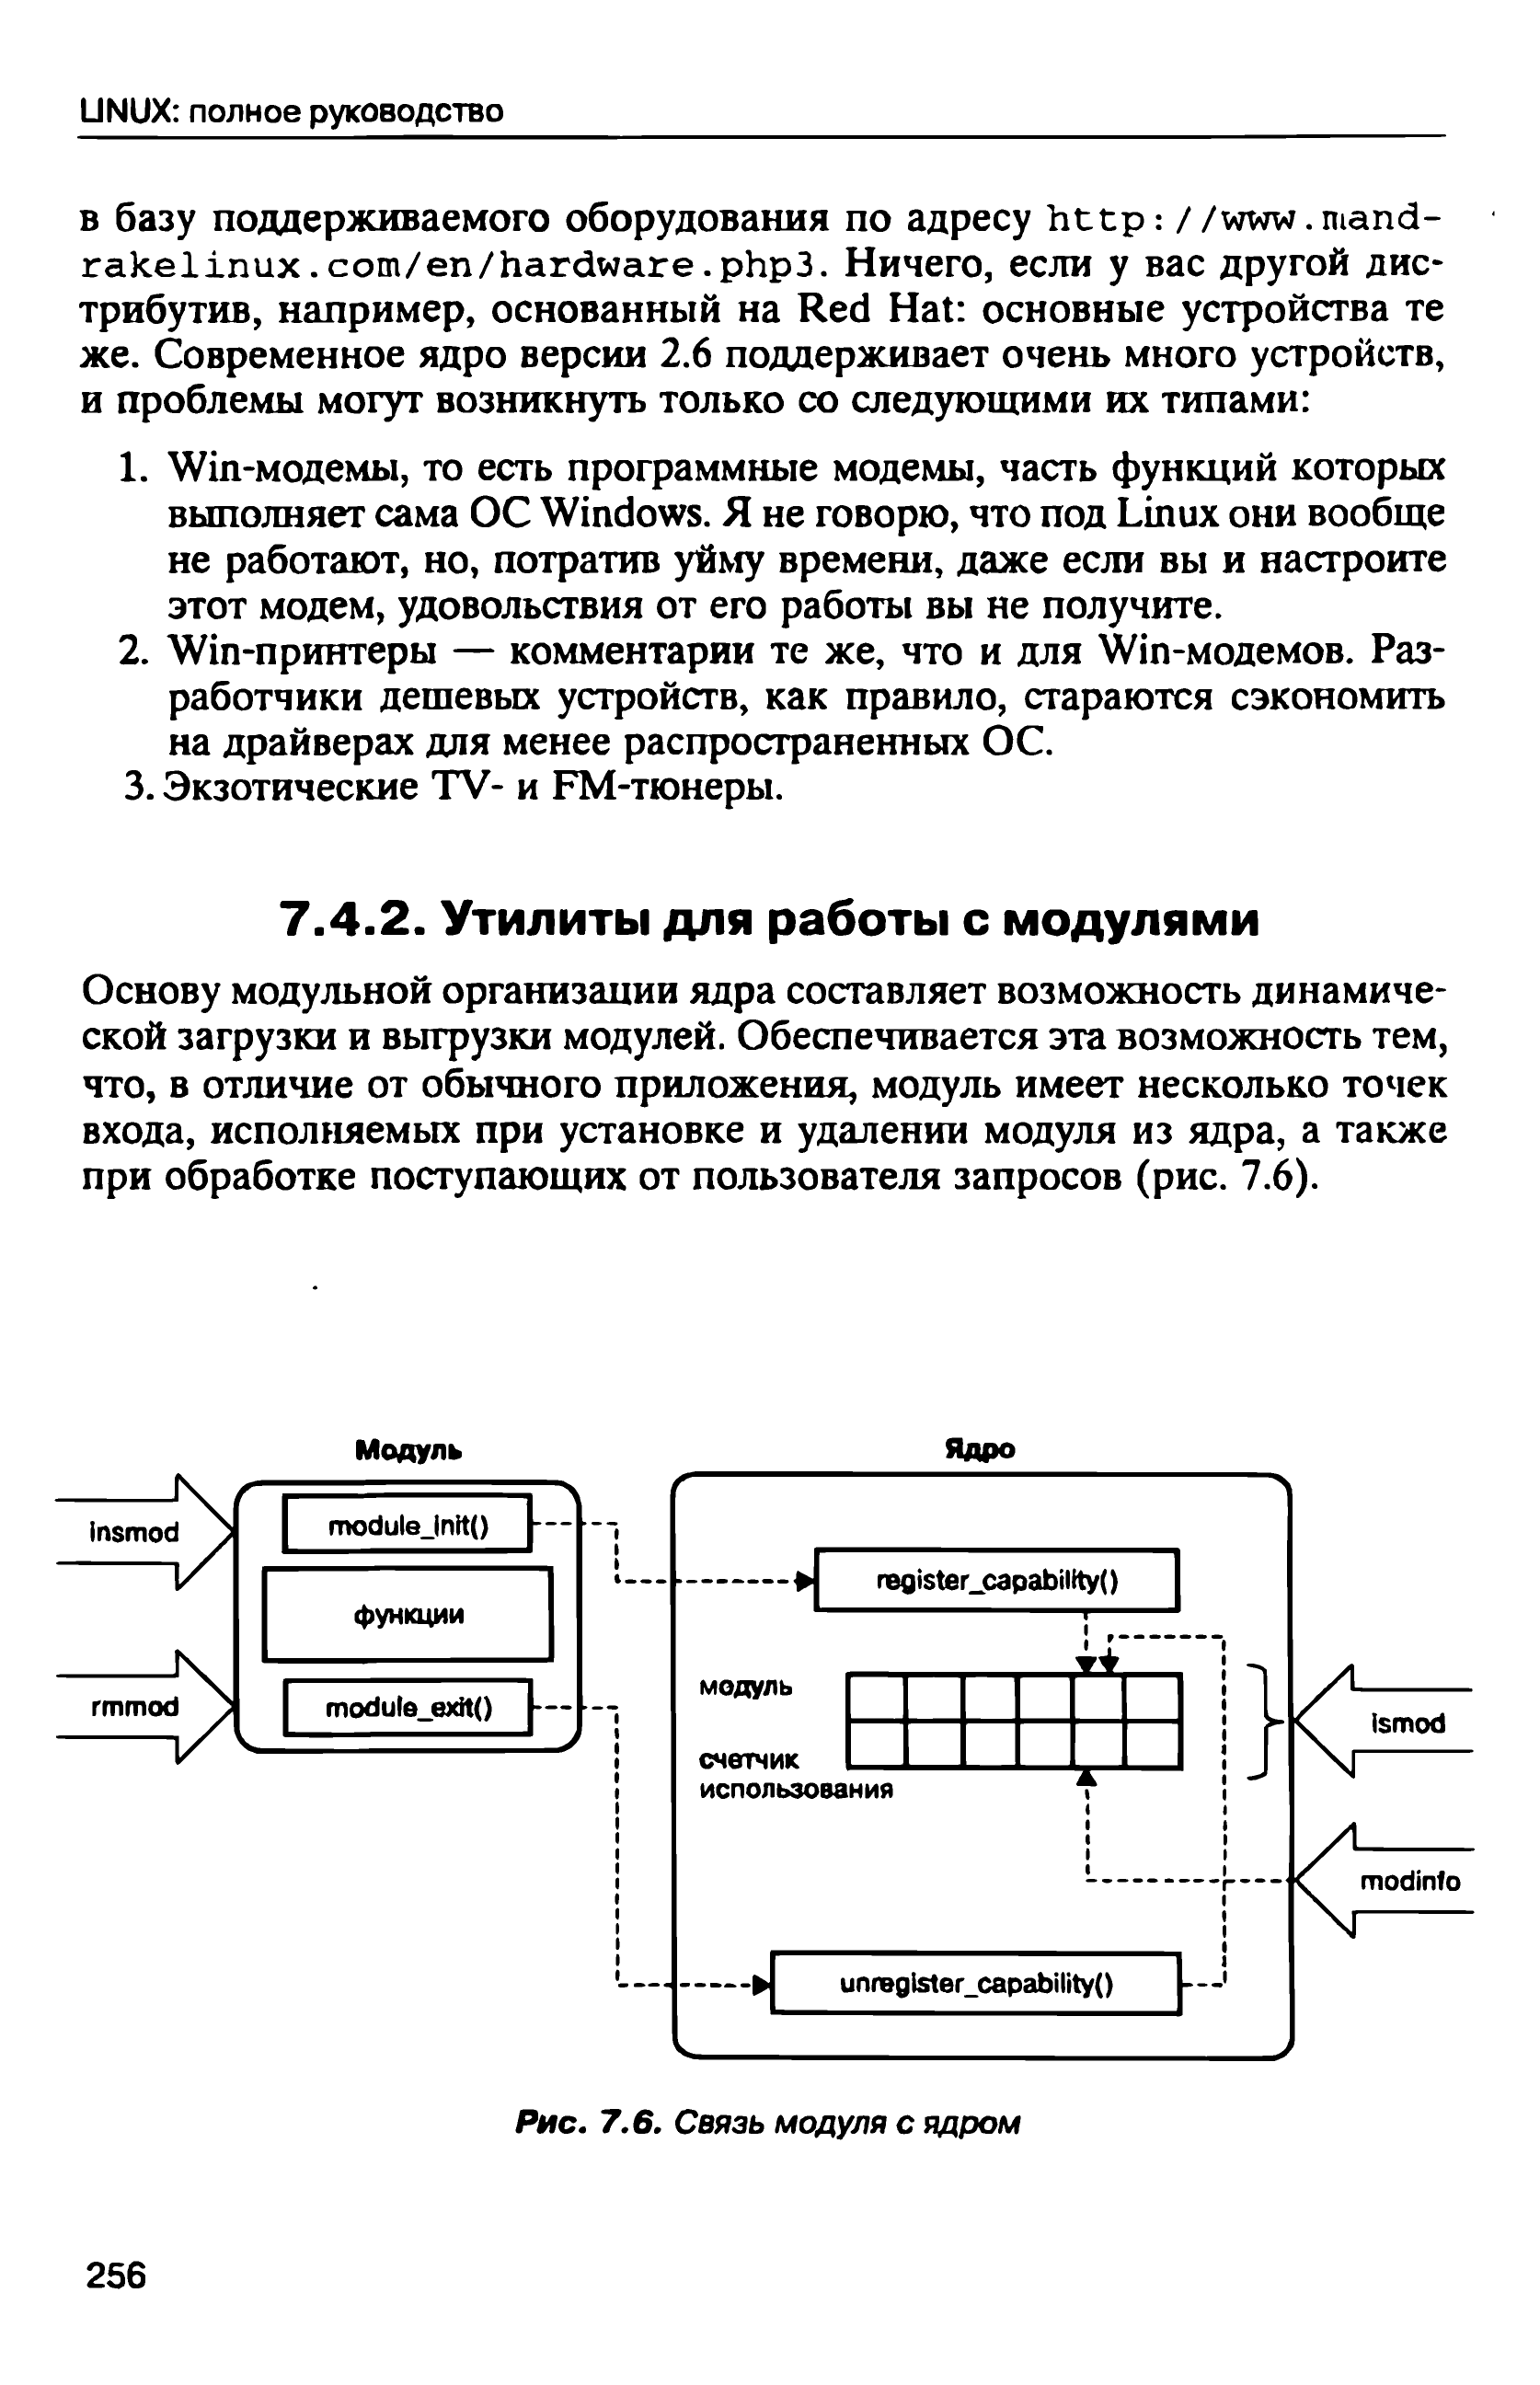 LINUX: полное руководство
в базу поддерживаемого оборудования по адресу http://www.mand-
rakelinux.com/en/hardware.php3. Ничего, если у вас другой дис-
трибутив, например, основанный на Red Hat: основные устройства те
же. Современное ядро версии 2.6 поддерживает очень много устройств,
и проблемы могут возникнуть только со следующими их типами:
1. Win-модемы, то есть программные модемы, часть функций которых
выполняет сама ОС Windows. Я не говорю, что под Linux они вообще
не работают, но, потратив уйму времени, даже если вы и настроите
этот модем, удовольствия от его работы вы не получите.
2. Win-принтеры — комментарии те же, что и для Win-модемов. Раз-
работчики дешевых устройств, как правило, стараются сэкономить
на драйверах для менее распространенных ОС.
3. Экзотические TV- и FM-тюнеры.
7.4.2. Утилиты для работы с модулями
Основу модульной организации ядра составляет возможность динамиче-
ской загрузки и выгрузки модулей. Обеспечивается эта возможность тем,
что, в отличие от обычного приложения, модуль имеет несколько точек
входа, исполняемых при установке и удалении модуля из ядра, а также
при обработке поступающих от пользователя запросов (рис. 7.6).
Модуль
Ядро
insmod
module_init()
register_capability()
функции
rmmod
module_exit()
модуль
lsmod
счетчик
использования
modinfo
unregister_capability()
Рис. 7.6. Связь модуля с ядром
256